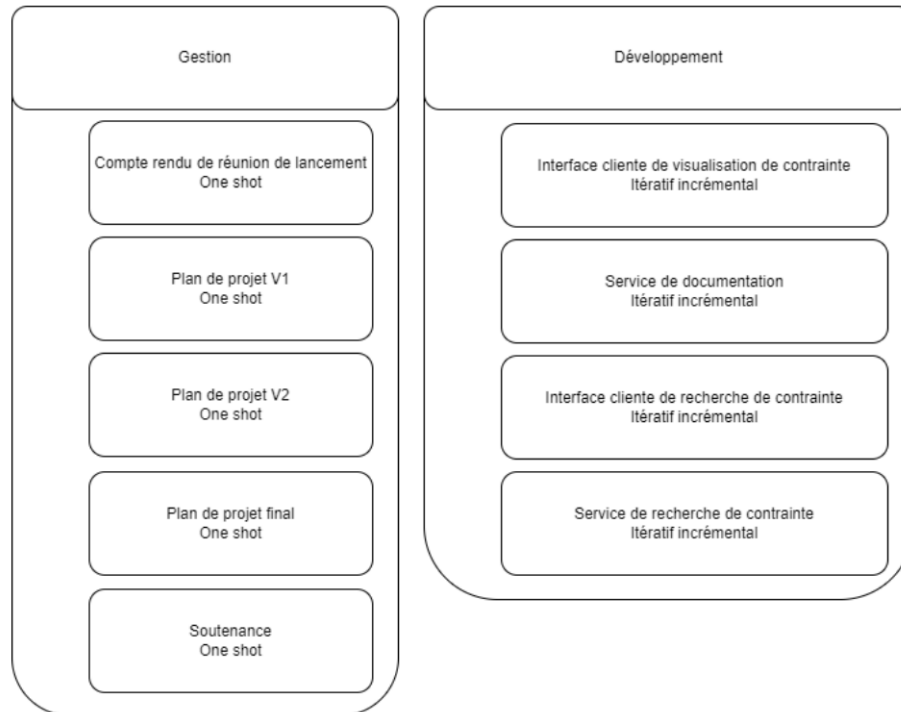 Gestion
Compte rendu de réunion de lancement
One shot
Plan de projet V1
One shot
Plan de projet V2
One shot
Plan de projet final
One shot
Soutenance
One shot
Développement
Interface cliente de visualisation de contrainte
Itératif incrémental
Service de documentation
Itératif incrémental
Interface cliente de recherche de contrainte
Itératif incrémental
Service de recherche de contrainte
Itératif incrémental